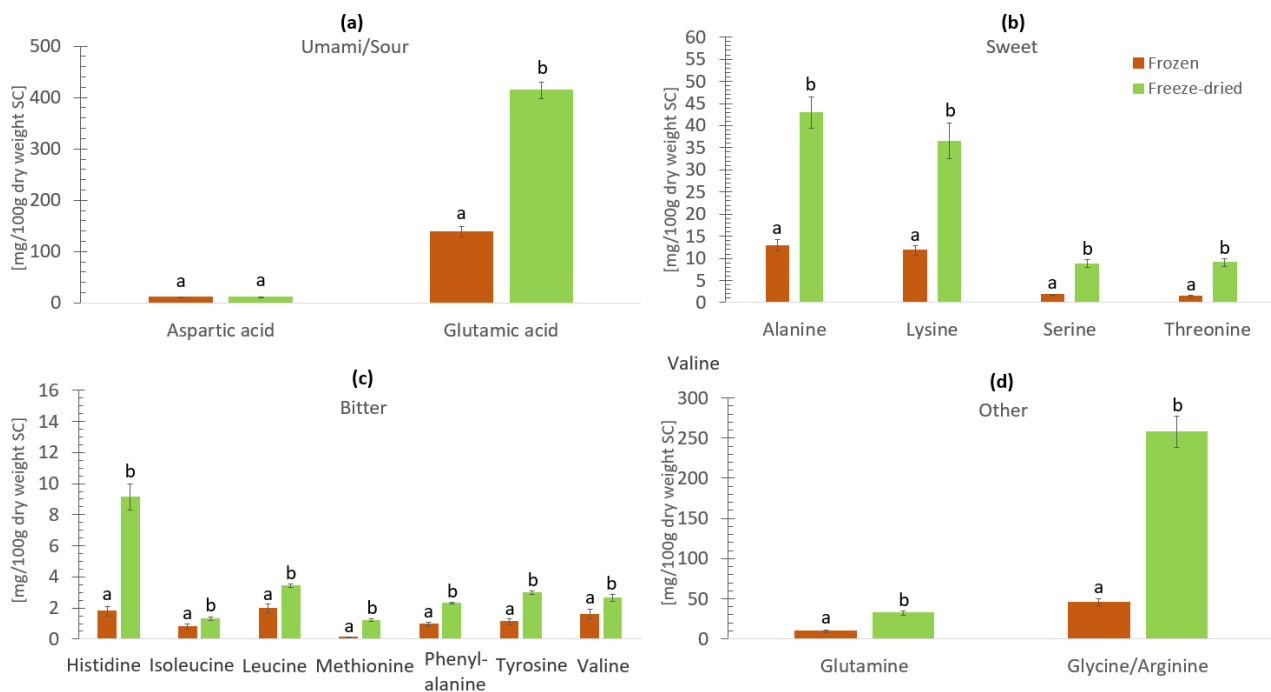 (a)
Umami/Sour
[mg/100g dry weight SC]
500
400
300
200
100
0
a
a
a
b
Aspartic acid
Glutamic acid
(b)
Sweet
[mg/100g dry weight SC]
60
55
50
45
40
35
30
25
20
15
10
5
0
Frozen
Freeze-dried
a
b
a
b
a
b
a
b
Alanine
Lysine
Serine
Threonine
Valine
(c)
Bitter
[mg/100g dry weight SC]
16
14
12
10
8
6
4
2
0
a
b
a
b
a
b
a
b
a
b
a
b
a
b
Histidine
Isoleucine
Leucine
Methionine
Phenyl-
alanine
Tyrosine
Valine
(d)
Other
[mg/100g dry weight SC]
300
250
200
150
100
50
0
a
b
a
b
Glutamine
Glycine/Arginine